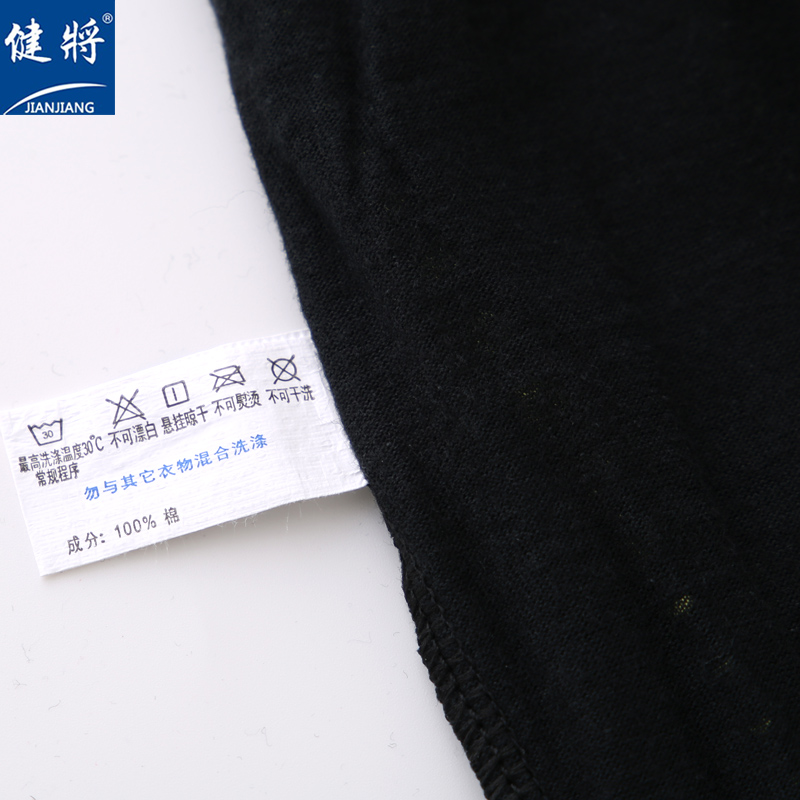 健將®
JIANJIANG
30
最高洗涤温度30℃ 不可漂白 悬挂晾干 不可熨烫 不可干洗
常规程序
勿与其它衣物混合洗涤
成分: 100% 棉